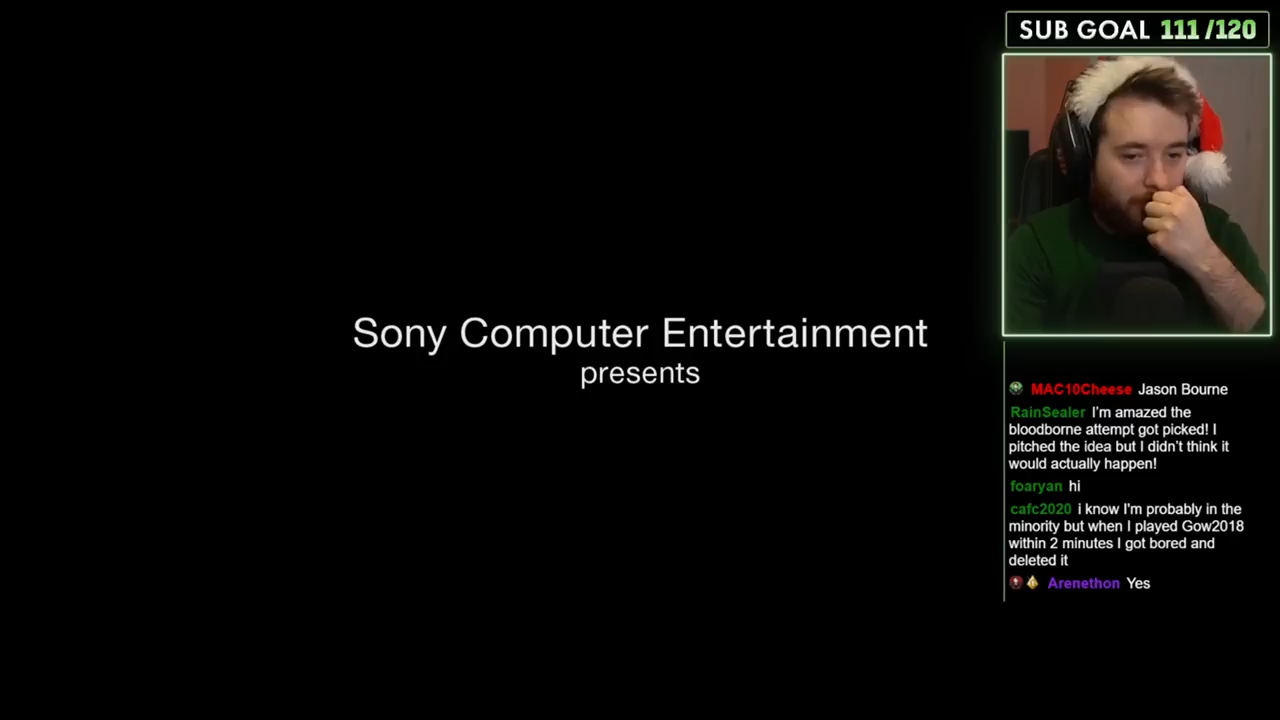 SUB GOAL 111/120
Sony Computer Entertainment
presents
MAC10Cheese Jason Bourne
RainSealer I'm amazed the
bloodborne attempt got picked! I
pitched the idea but I didn't think it
would actually happen!
foaryan hi
cafc2020 i know I'm probably in the
minority but when I played Gow2018
within 2 minutes I got bored and
deleted it
Arenethon Yes